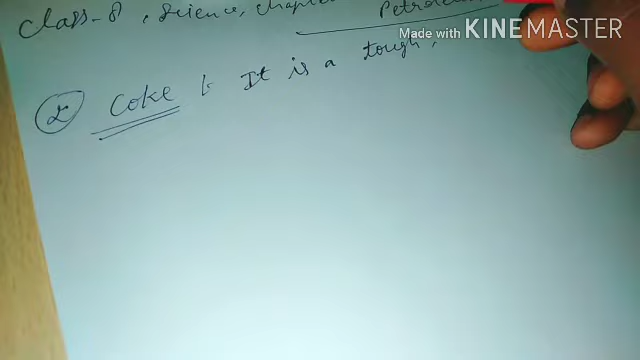 Class-8, Science, Chapter
Petroleum
Made with KINEMASTER
② Coke :- It is a tough,